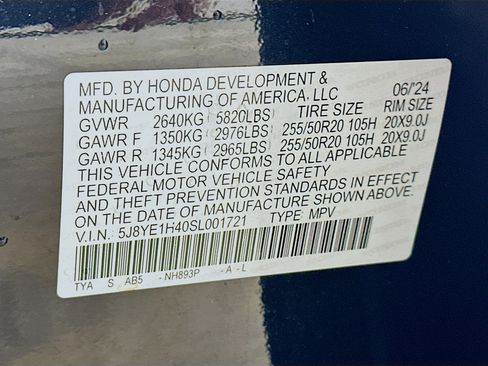 MFD. BY HONDA DEVELOPMENT &
MANUFACTURING OF AMERICA. LLC 06/'24
GVWR 2640KG(5820LBS) TIRE SIZE RIM SIZE
GAWR F 1350KG(2976LBS) 255/50R20 105H 20X9.0J
GAWR R 1345KG(2965LBS) 255/50R20 105H 20X9.0J
THIS VEHICLE CONFORMS TO ALL APPLICABLE
FEDERAL MOTOR VEHICLE SAFETY
AND THEFT PREVENTION STANDARDS IN EFFECT
ON THE DATE OF MANUFACTURE SHOWN ABOVE.
V.I.N. : 5J8YE1H40SL001721 TYPE: MPV
TYA S AB5 -NH893P -A-L